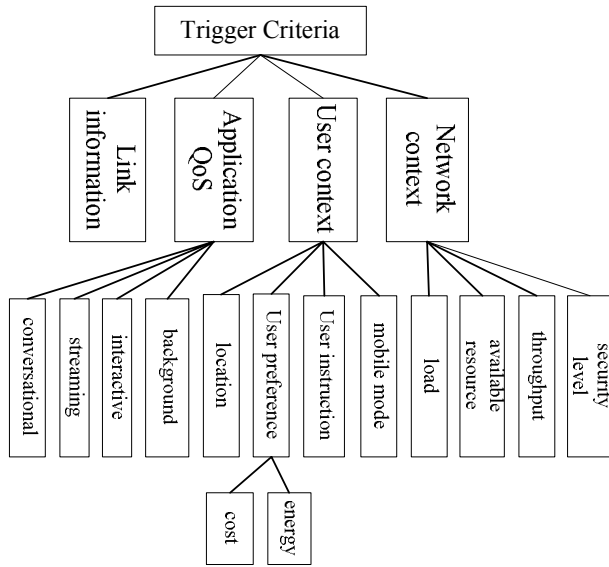 Trigger Criteria
Link
information
Application
QoS
User context
Network
context
conversational
streaming
interactive
background
location
User preference
User instruction
mobile mode
load
available
resource
throughput
security
level
cost
energy